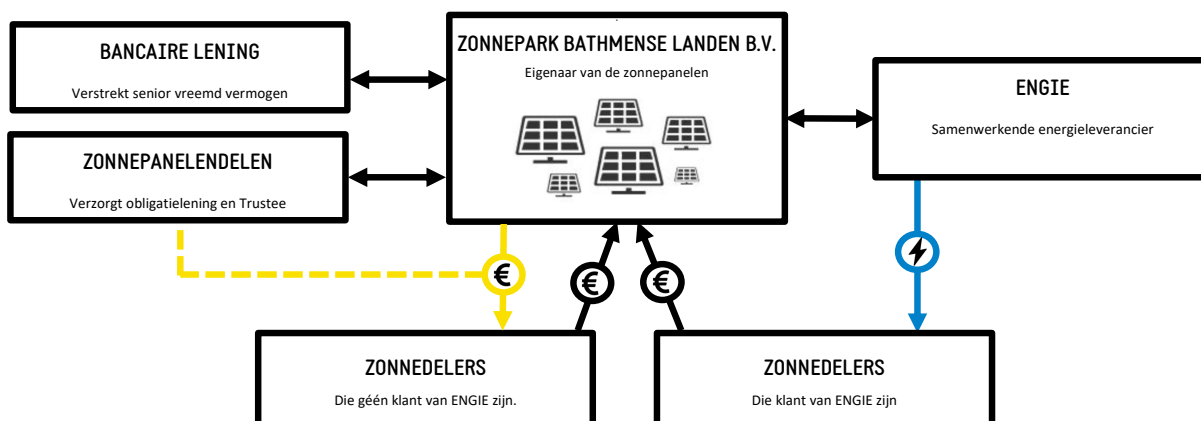 BANCAIRE LENING
Verstrekt senior vreemd vermogen
ZONNEPANELENDELEN
Verzorgt obligatielening en Trustee
ZONNEPARK BATHMENSE LANDEN B.V.
Eigenaar van de zonnepanelen
ENGIE
Samenwerkende energieleverancier
€
€
€
ZONNEDELERS
Die géén klant van ENGIE zijn.
ZONNEDELERS
Die klant van ENGIE zijn